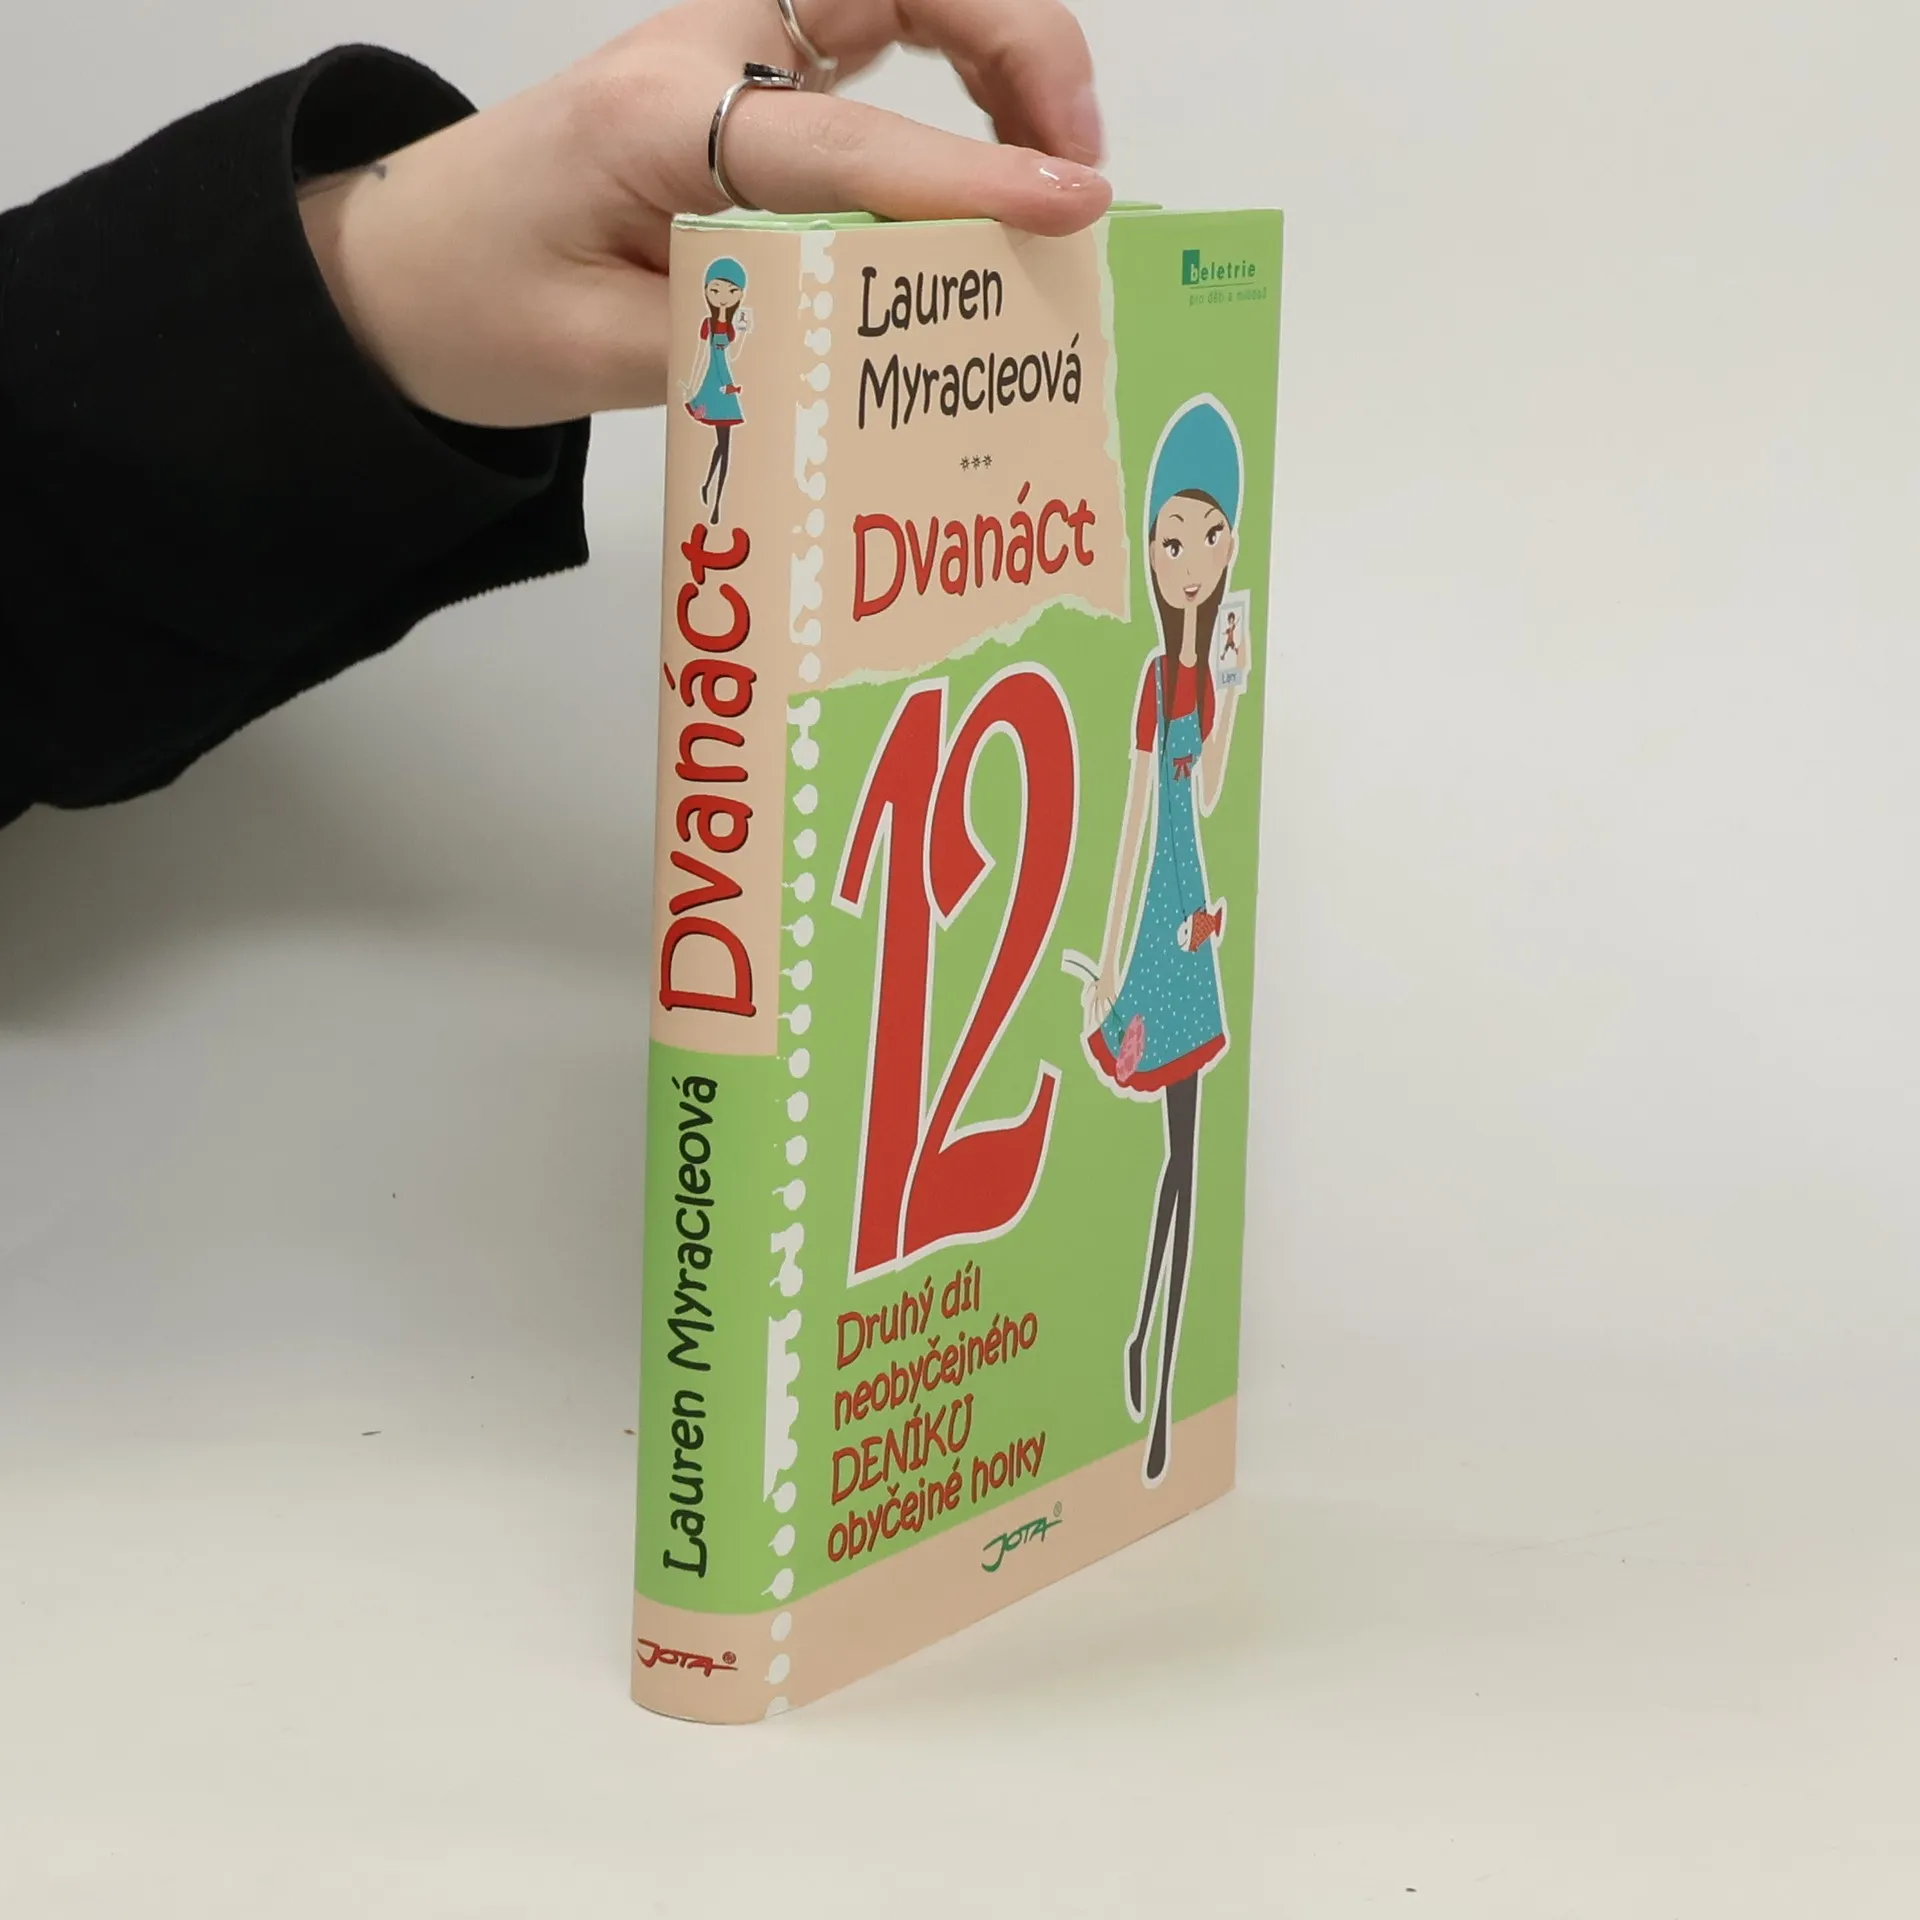 Dvanáct
Lauren Myracleová
JOTA®
Lauren
Myracleová
***
Dvanáct
beletrie
pro děti a mládež
Lars
12
Druhý díl
neobyčejného
DENÍKU
obyčejné holky
JOTA®